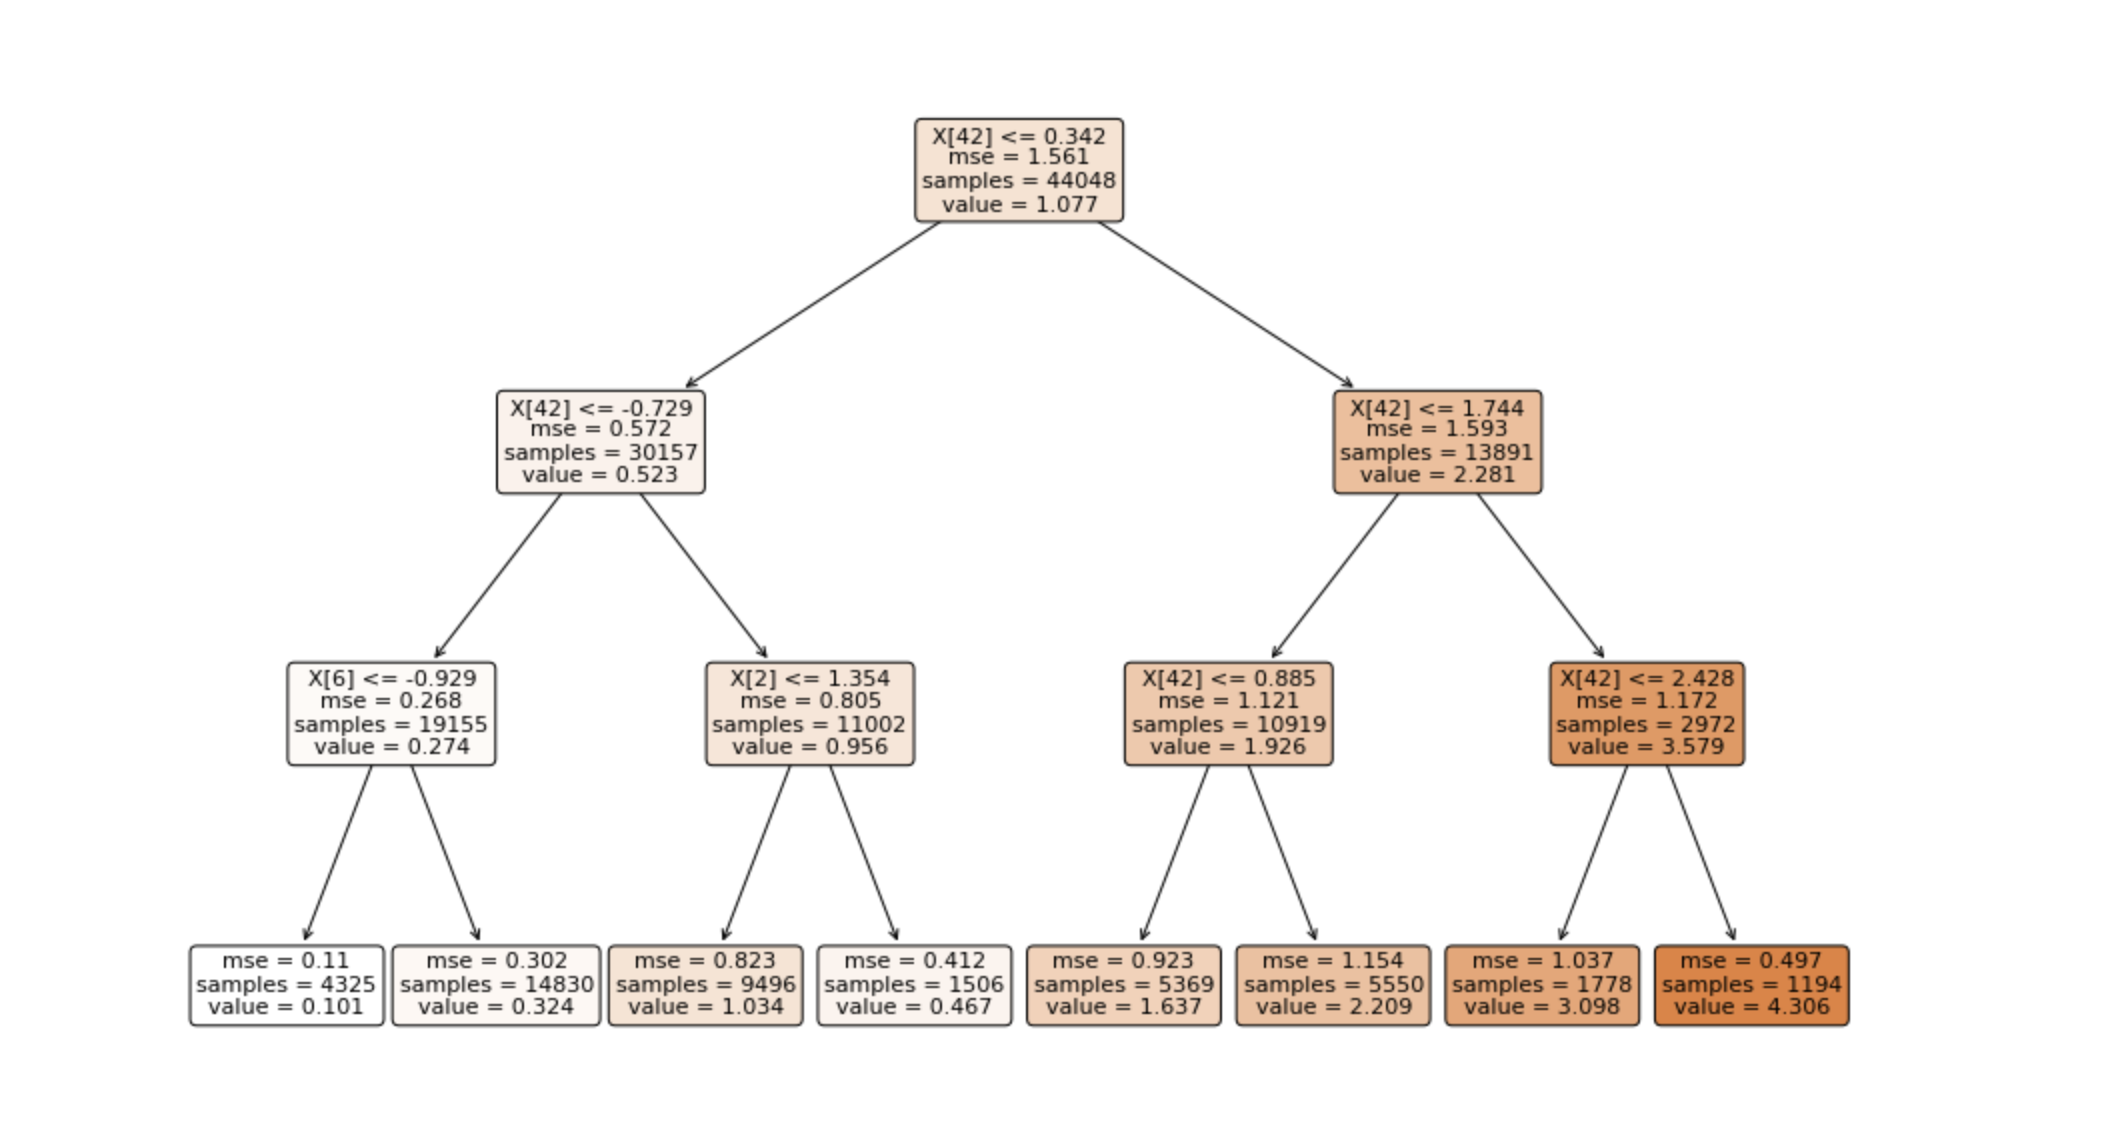 X[42] <= 0.342
mse = 1.561
samples = 44048
value = 1.077
X[42] <= -0.729
mse = 0.572
samples = 30157
value = 0.523
X[42] <= 1.744
mse = 1.593
samples = 13891
value = 2.281
X[6] <= -0.929
mse = 0.268
samples = 19155
value = 0.274
X[2] <= 1.354
mse = 0.805
samples = 11002
value = 0.956
X[42] <= 0.885
mse = 1.121
samples = 10919
value = 1.926
X[42] <= 2.428
mse = 1.172
samples = 2972
value = 3.579
mse = 0.11
samples = 4325
value = 0.101
mse = 0.302
samples = 14830
value = 0.324
mse = 0.823
samples = 9496
value = 1.034
mse = 0.412
samples = 1506
value = 0.467
mse = 0.923
samples = 5369
value = 1.637
mse = 1.154
samples = 5550
value = 2.209
mse = 1.037
samples = 1778
value = 3.098
mse = 0.497
samples = 1194
value = 4.306